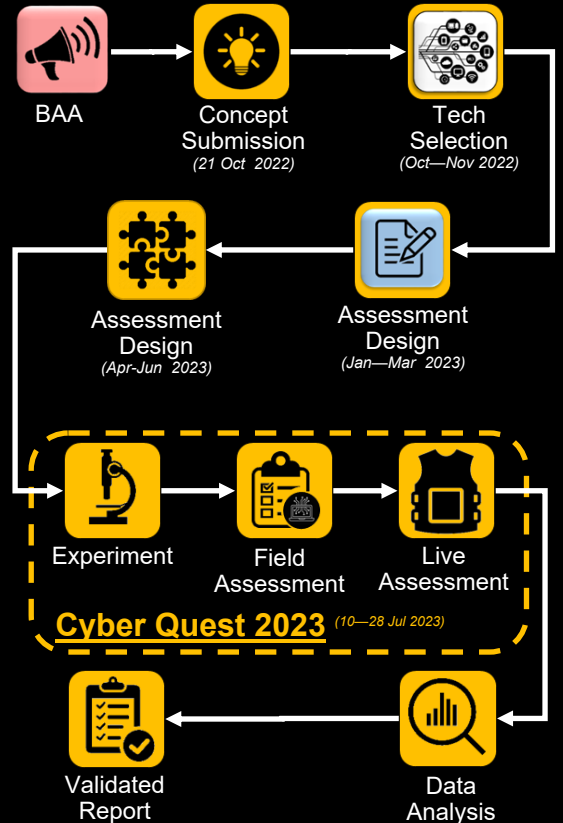 BAA
Concept
Submission
(21 Oct 2022)
Tech
Selection
(Oct—Nov 2022)
Assessment
Design
(Apr-Jun 2023)
Assessment
Design
(Jan—Mar 2023)
Experiment
Field
Assessment
Live
Assessment
Cyber Quest 2023 (10—28 Jul 2023)
Validated
Report
Data
Analysis